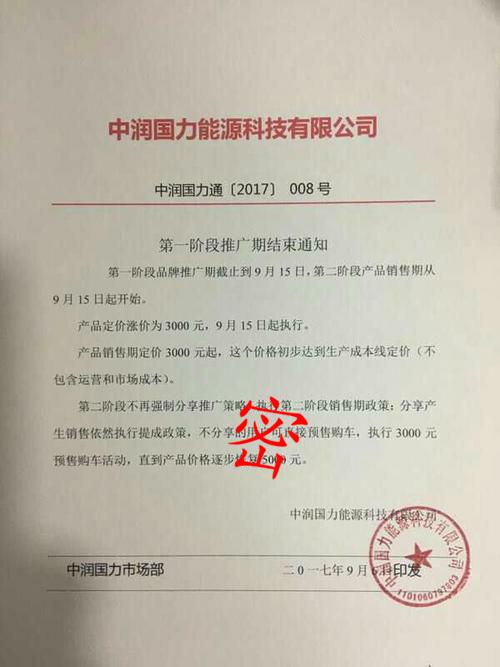 中润国力能源科技有限公司
中润国力通〔2017〕 008 号
第一阶段推广期结束通知
第一阶段品牌推广期截止到 9 月 15 日,第二阶段产品销售期从
9 月 15 日起开始。
产品定价涨价为 3000 元，9 月 15 日起执行。
产品销售期定价 3000 元起，这个价格初步达到生产成本线定价（不
包含运营和市场成本）。
第二阶段不再强制分享推广策略，执行第二阶段销售期政策：分享产
生销售依然执行提成政策，不分享的用户可直接预售购车，执行 3000 元
预售购车活动，直到产品价格逐步恢复 5000 元。
密
中润国力能源科技有限公司
中润国力市场部
二〇一七年 9 月 6 日印发
中润国力能源科技有限公司
1101060797803